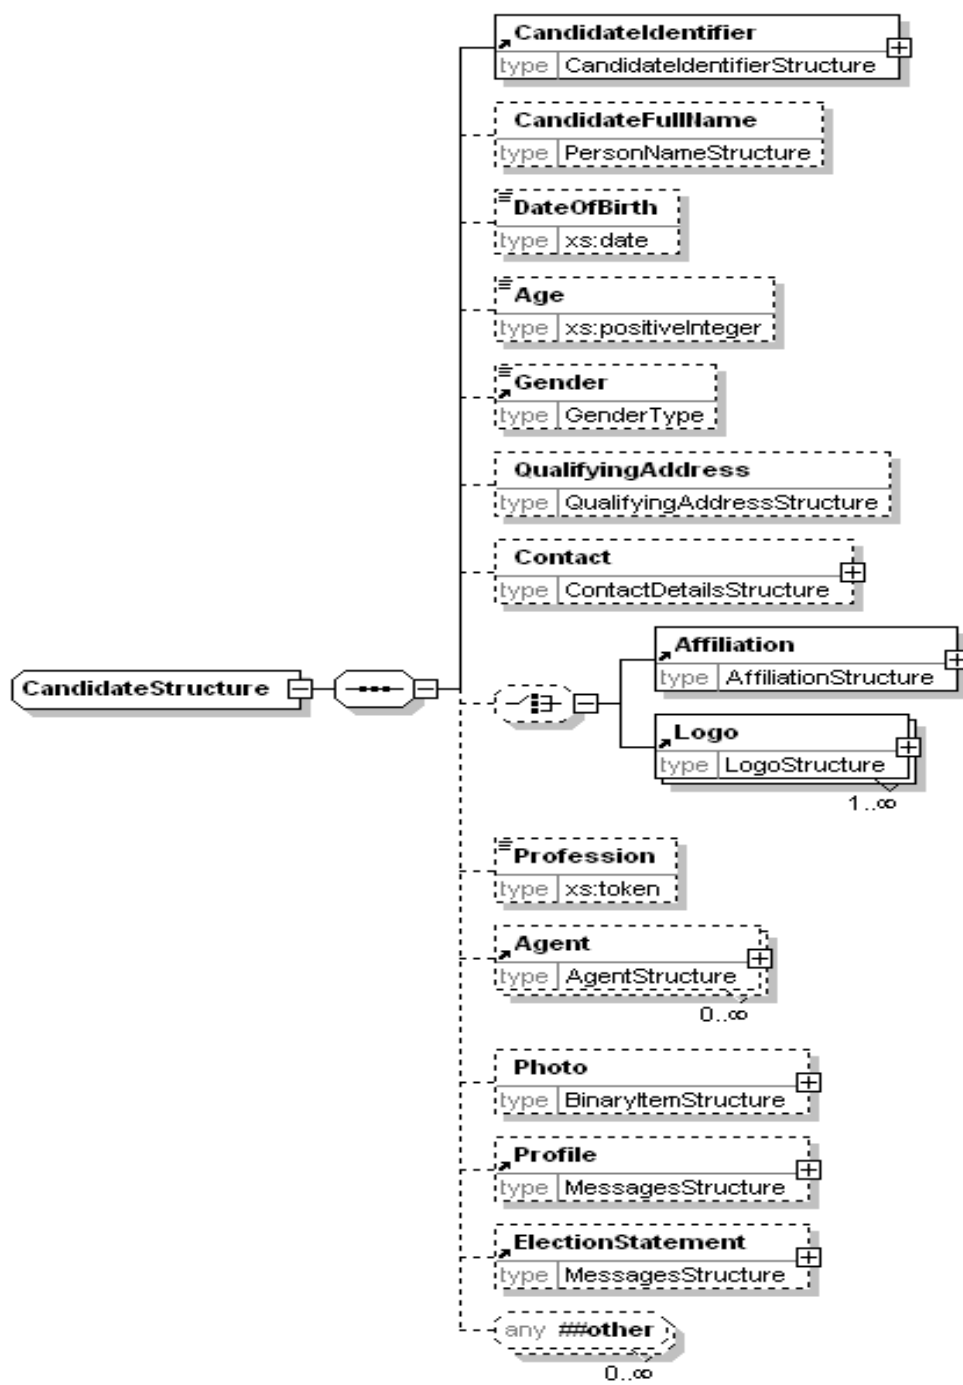 CandidateIdentifier
type CandidateIdentifierStructure
CandidateFullName
type PersonNameStructure
DateOfBirth
type xs:date
Age
type xs:positiveInteger
Gender
type GenderType
QualifyingAddress
type QualifyingAddressStructure
Contact
type ContactDetailsStructure
CandidateStructure
Affiliation
type AffiliationStructure
Logo
type LogoStructure
1..∞
Profession
type xs:token
Agent
type AgentStructure
0..∞
Photo
type BinaryItemStructure
Profile
type MessagesStructure
ElectionStatement
type MessagesStructure
any ##other
0..∞